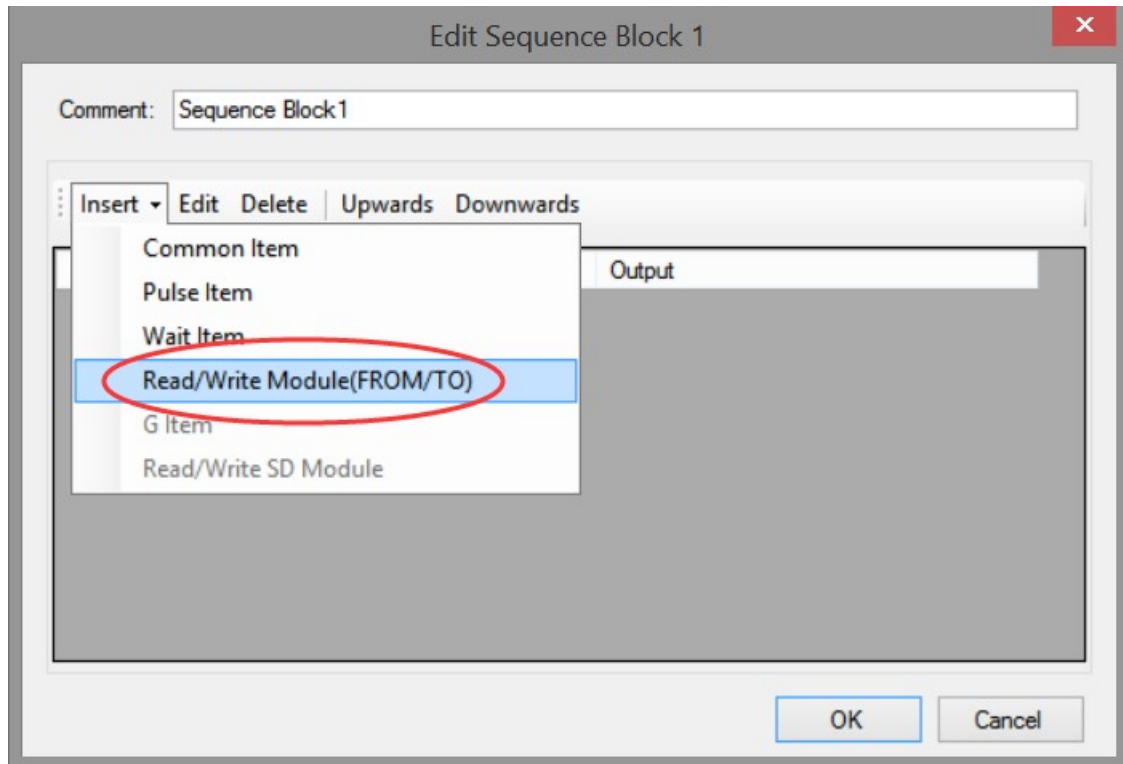 Edit Sequence Block 1
Comment: Sequence Block1
Insert Edit Delete Upwards Downwards
Common Item
Output
Pulse Item
Wait Item
Read/Write Module(FROM/TO)
G Item
Read/Write SD Module
OK Cancel